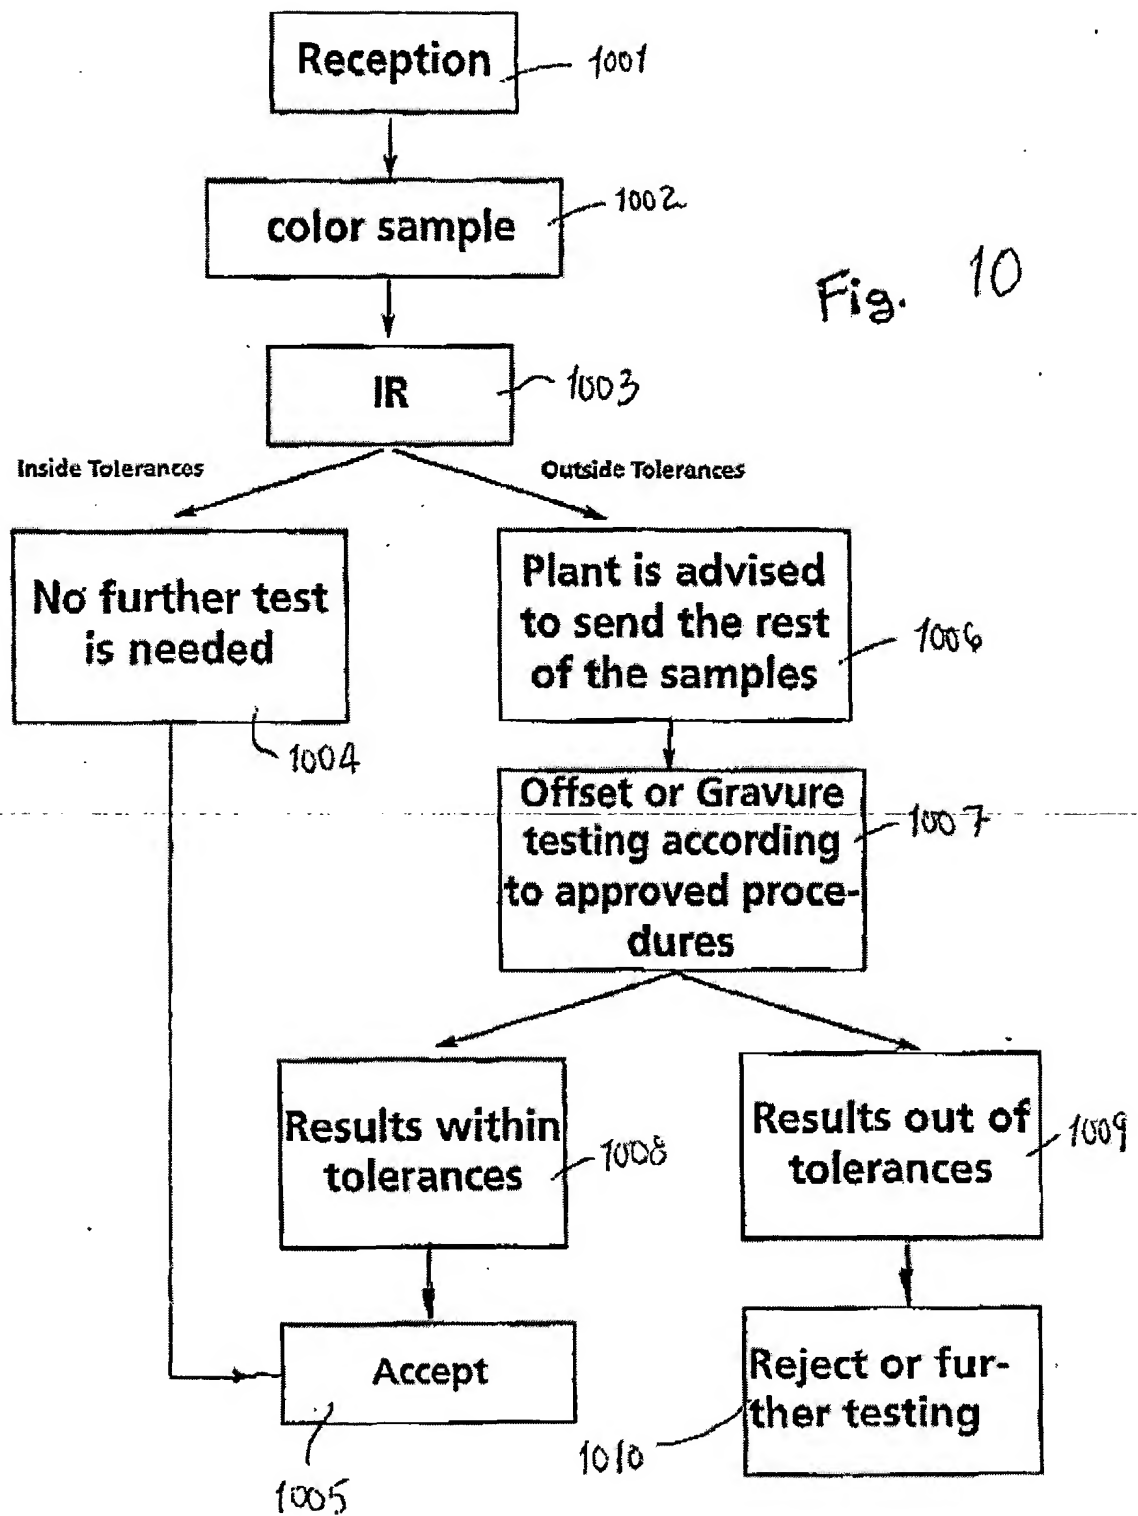 Reception
1001
color sample
1002
Fig. 10
IR
1003
Inside Tolerances
Outside Tolerances
No further test
is needed
1004
Plant is advised
to send the rest
of the samples
1006
Offset or Gravure
testing according
to approved proce-
dures
1007
Results within
tolerances
1008
Results out of
tolerances
1009
Accept
1005
Reject or fur-
ther testing
1010